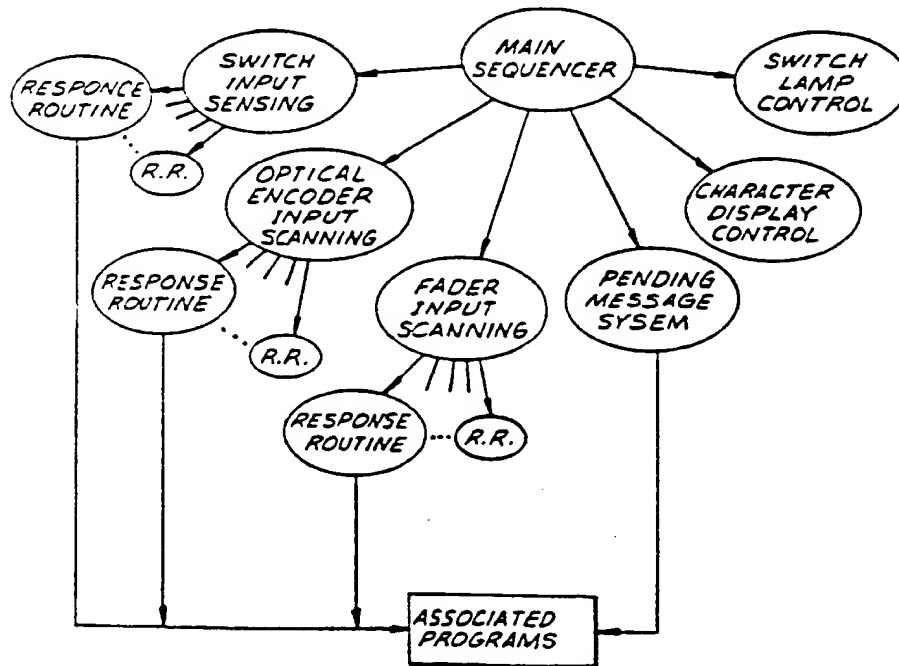 MAIN
SEQUENCER
SWITCH
INPUT
SENSING
SWITCH
LAMP
CONTROL
RESPONCE
ROUTINE
R.R.
OPTICAL
ENCODER
INPUT
SCANNING
CHARACTER
DISPLAY
CONTROL
RESPONSE
ROUTINE
R.R.
FADER
INPUT
SCANNING
PENDING
MESSAGE
SYSEM
RESPONSE
ROUTINE
R.R.
ASSOCIATED
PROGRAMS